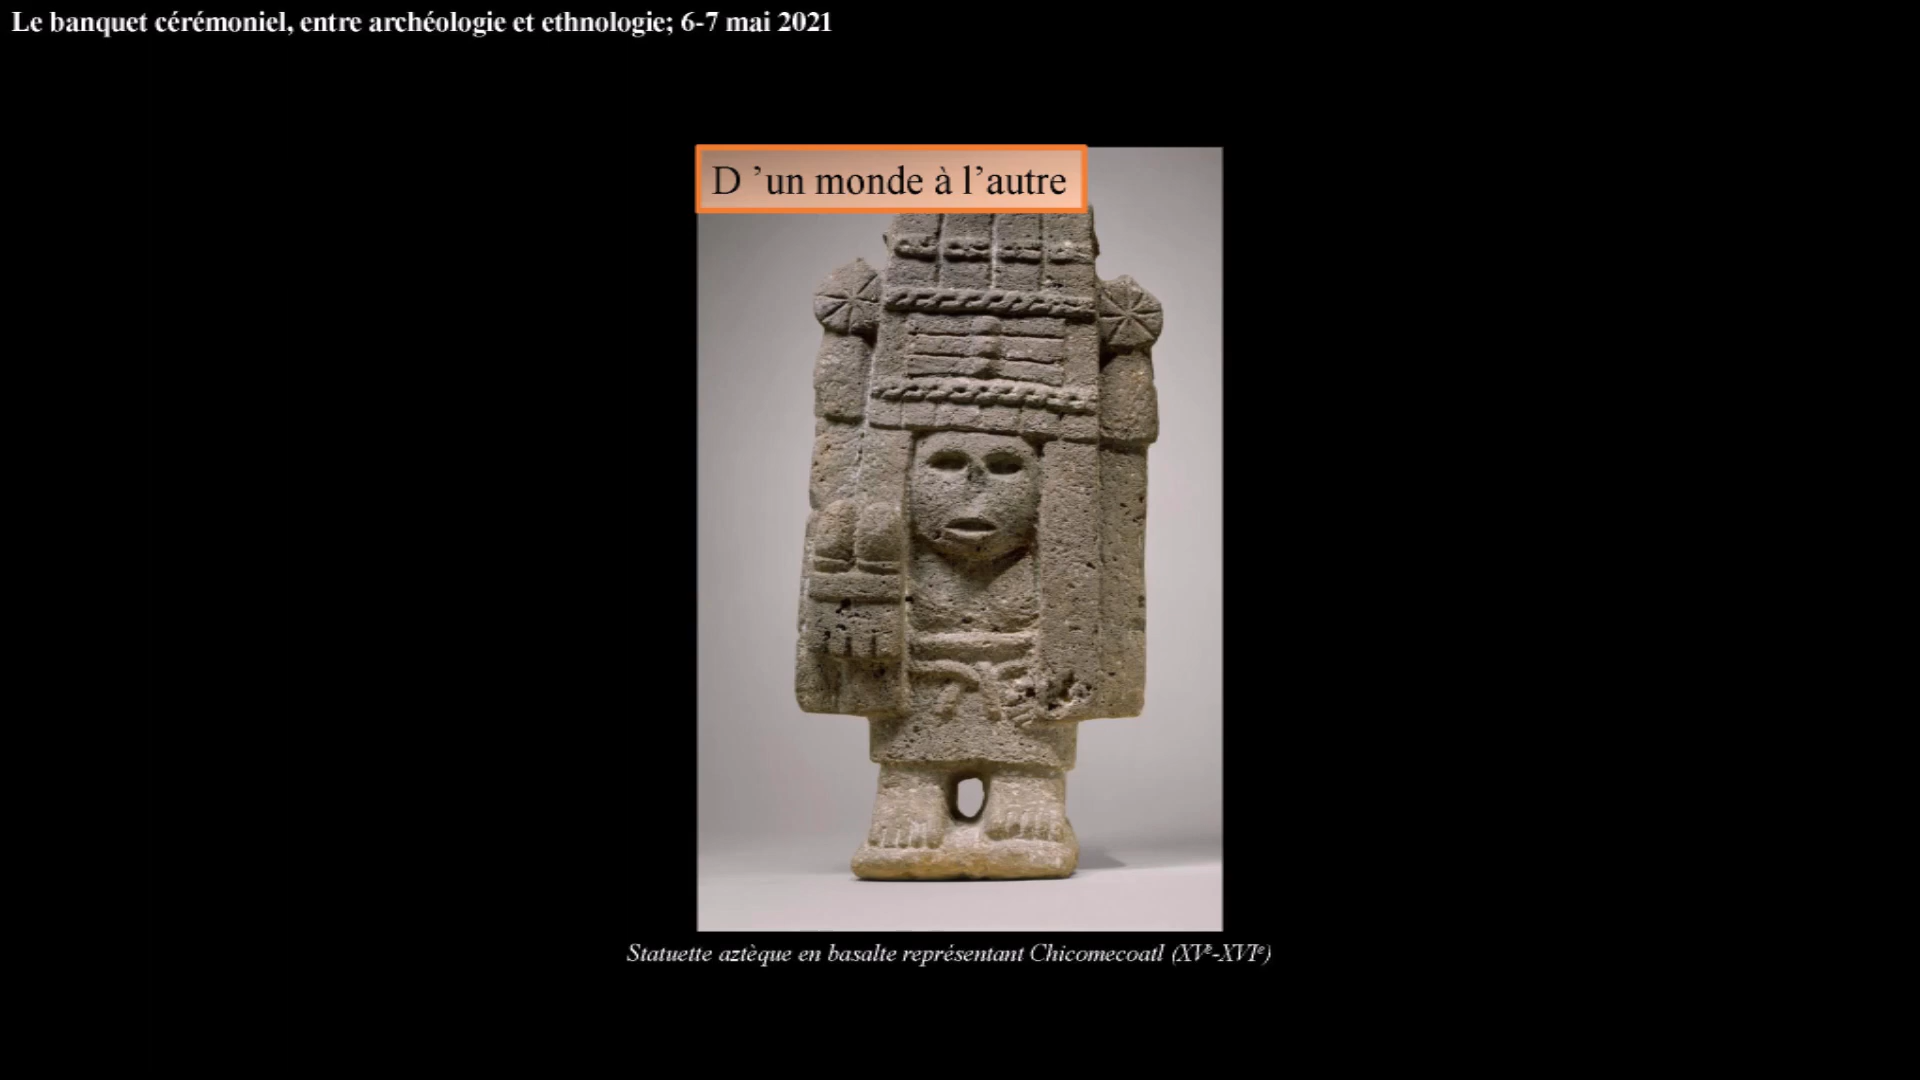 Le banquet cérémoniel, entre archéologie et ethnologie; 6-7 mai 2021
D ’un monde à l’autre
Statuette aztèque en basalte représentant Chicomecoatl (XVᵉ-XVIᵉ)